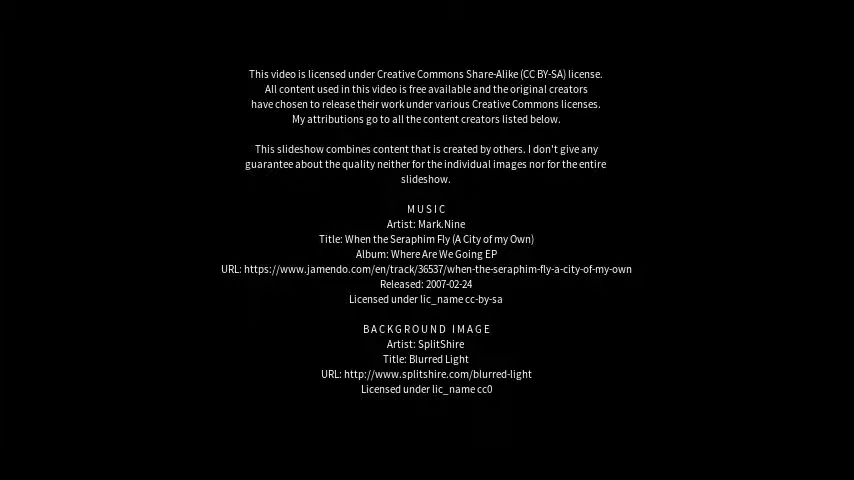 This video is licensed under Creative Commons Share-Alike (CC BY-SA) license.
All content used in this video is free available and the original creators
have chosen to release their work under various Creative Commons licenses.
My attributions go to all the content creators listed below.
This slideshow combines content that is created by others. I don't give any
guarantee about the quality neither for the individual images nor for the entire
slideshow.
MUSIC
Artist: Mark.Nine
Title: When the Seraphim Fly (A City of my Own)
Album: Where Are We Going EP
URL: https://www.jamendo.com/en/track/36537/when-the-seraphim-fly-a-city-of-my-own
Released: 2007-02-24
Licensed under lic_name cc-by-sa
BACKGROUND IMAGE
Artist: SplitShire
Title: Blurred Light
URL: http://www.splitshire.com/blurred-light
Licensed under lic_name cc0